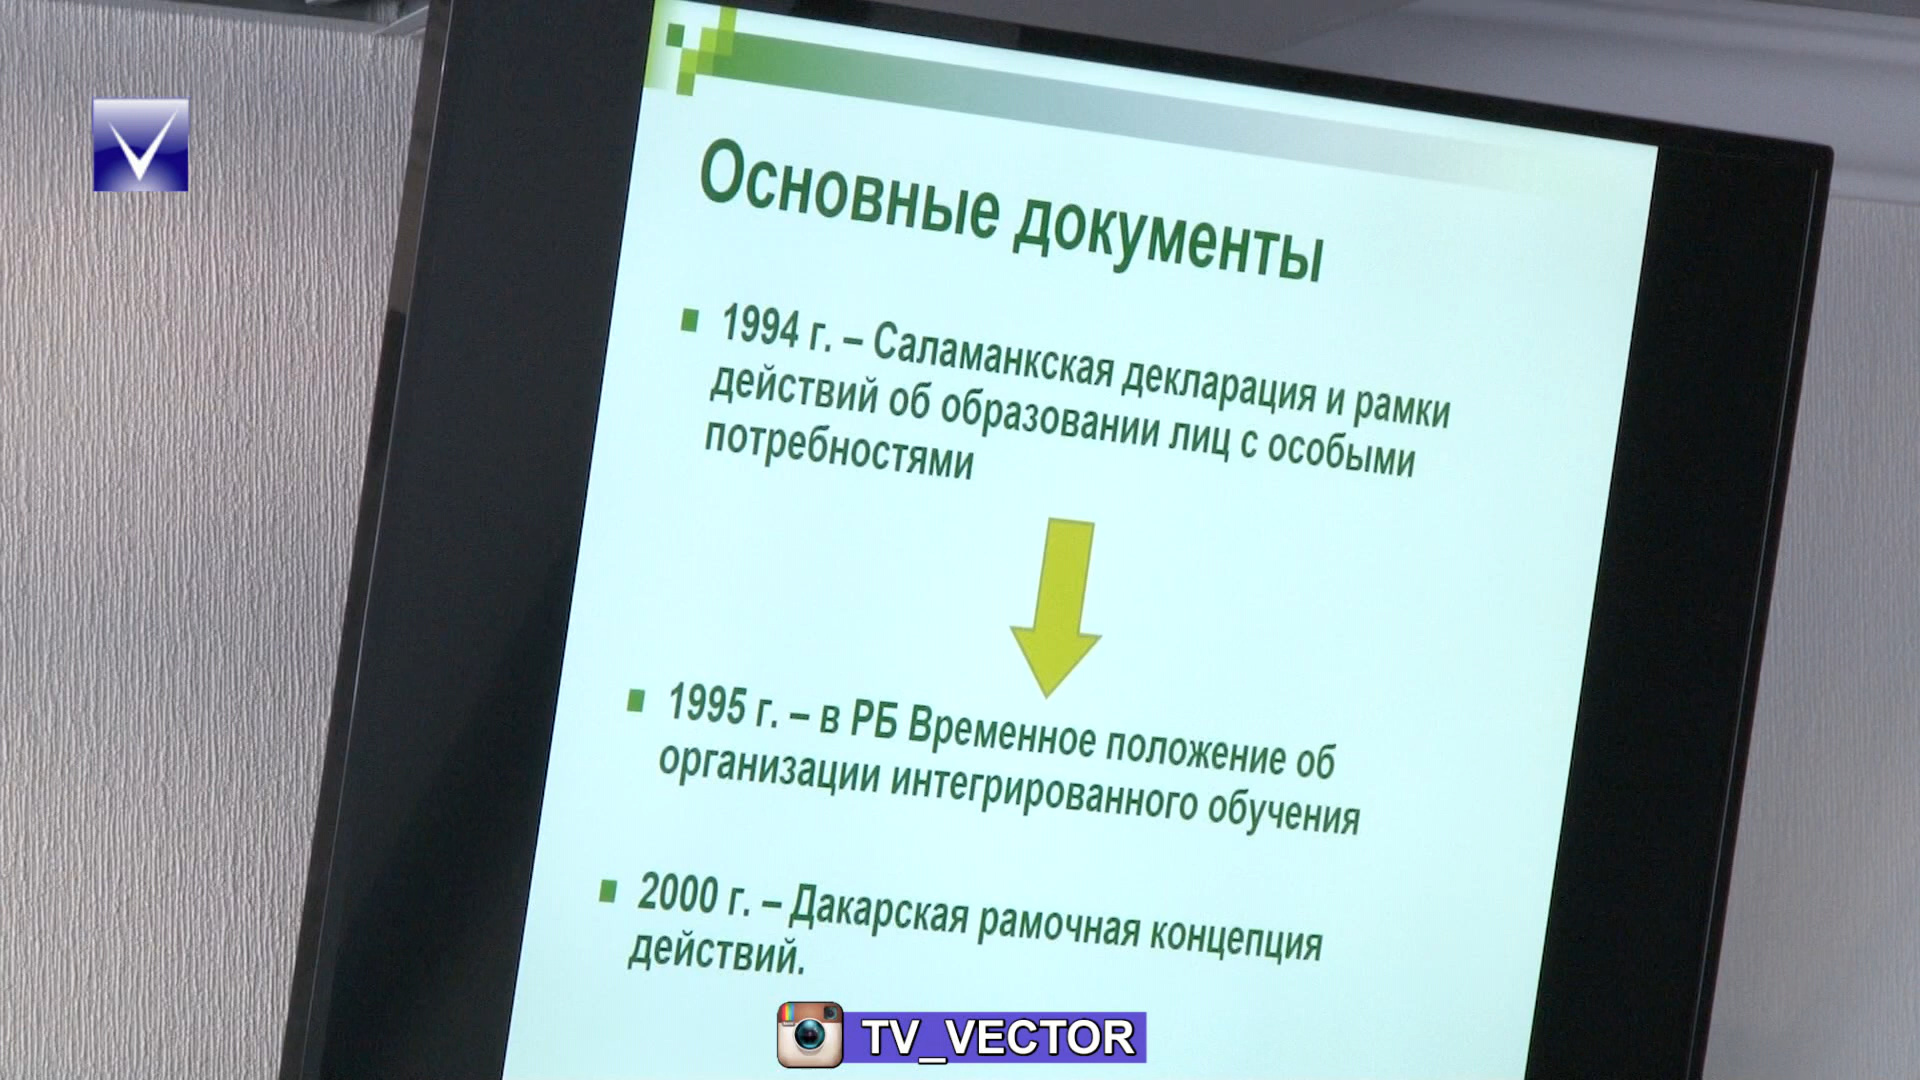 Основные документы
1994 г. – Саламанкская декларация и рамки
действий об образовании лиц с особыми
потребностями
1995 г. – в РБ Временное положение об
организации интегрированного обучения
2000 г. – Дакарская рамочная концепция
действий.
TV_VECTOR